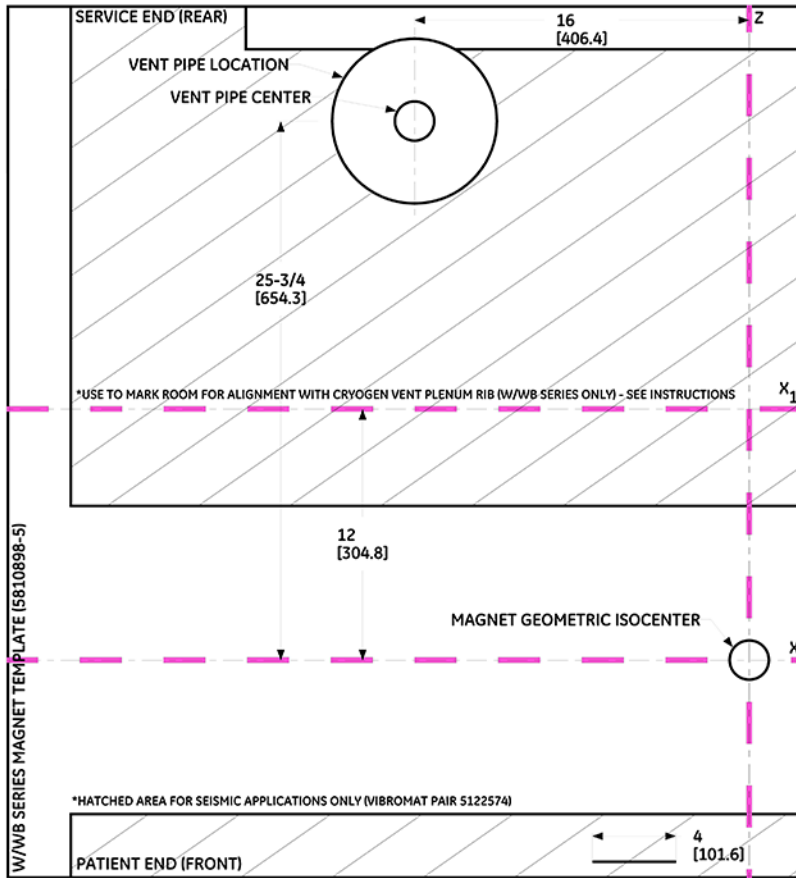 SERVICE END (REAR)
16
[406.4]
Z
VENT PIPE LOCATION
VENT PIPE CENTER
25-3/4
[654.3]
*USE TO MARK ROOM FOR ALIGNMENT WITH CRYOGEN VENT PLENUM RIB (W/WB SERIES ONLY) - SEE INSTRUCTIONS
X1
12
[304.8]
MAGNET GEOMETRIC ISOCENTER
X
W/WB SERIES MAGNET TEMPLATE (5810898-5)
*HATCHED AREA FOR SEISMIC APPLICATIONS ONLY (VIBROMAT PAIR 5122574)
4
[101.6]
PATIENT END (FRONT)